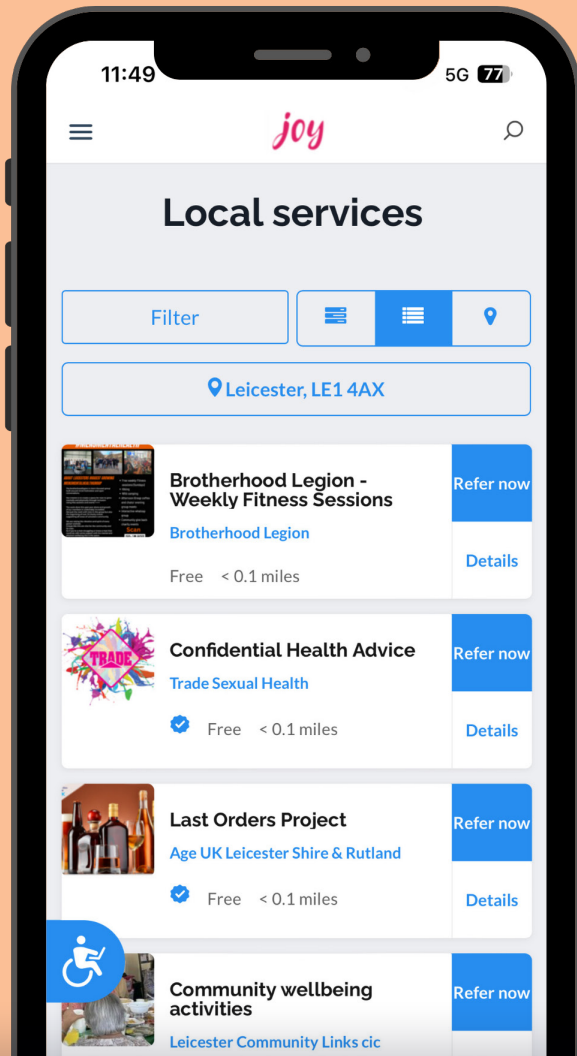 11:49
5G 77
joy
Local services
Filter
Leicester, LE1 4AX
Brotherhood Legion -
Weekly Fitness Sessions
Brotherhood Legion
Free < 0.1 miles
Refer now
Details
Confidential Health Advice
Trade Sexual Health
Free < 0.1 miles
Refer now
Details
TRADE
Last Orders Project
Age UK Leicester Shire & Rutland
Free < 0.1 miles
Refer now
Details
Community wellbeing
activities
Leicester Community Links cic
Refer now